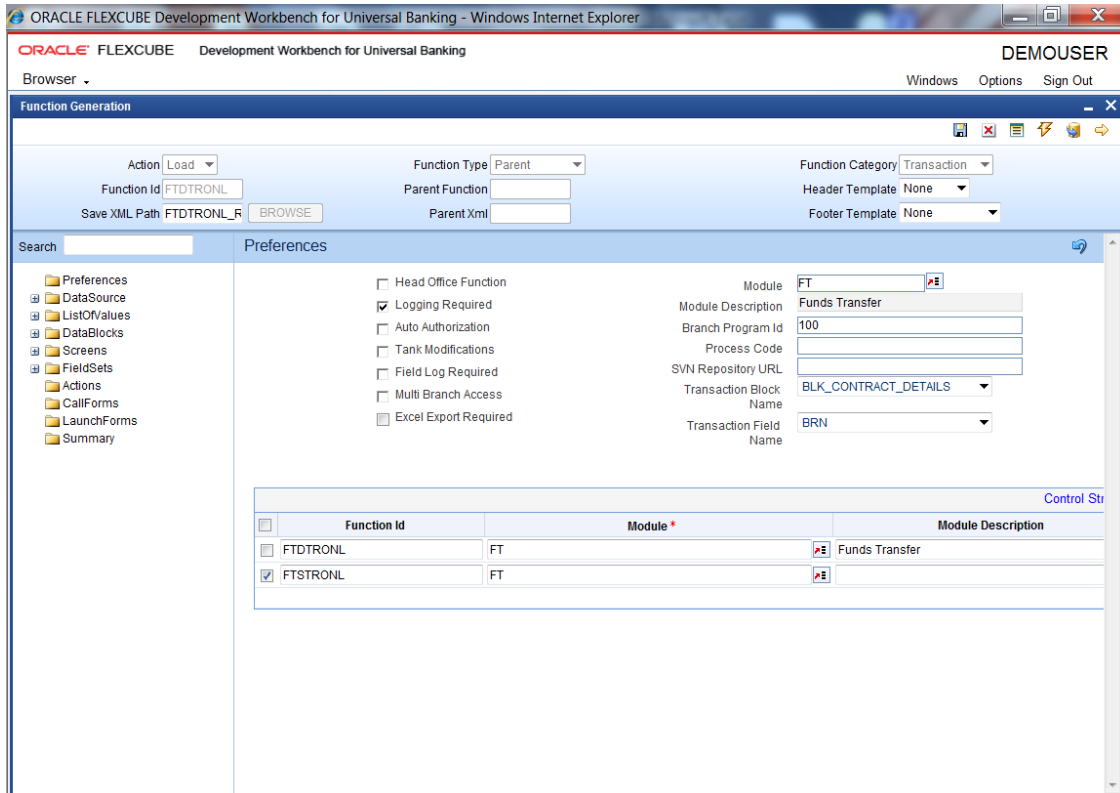 ORACLE FLEXCUBE Development Workbench for Universal Banking - Windows Internet Explorer
ORACLE FLEXCUBE Development Workbench for Universal Banking DEMOUSER
Browser Windows Options Sign Out
Function Generation
Action Load Function Type Parent Function Category Transaction
Function Id FTDTRONL Parent Function Header Template None
Save XML Path FTDTRONL_R BROWSE Parent Xml Footer Template None
Search
Preferences
DataSource
ListOfValues
DataBlocks
Screens
FieldSets
Actions
CallForms
LaunchForms
Summary
Preferences
Head Office Function
Logging Required
Auto Authorization
Tank Modifications
Field Log Required
Multi Branch Access
Excel Export Required
Module FT
Module Description Funds Transfer
Branch Program Id 100
Process Code
SVN Repository URL
Transaction Block BLK_CONTRACT_DETAILS
Name
Transaction Field BRN
Name
Control Str
Function Id Module * Module Description
FTDTRONL FT Funds Transfer
FTSTRONL FT